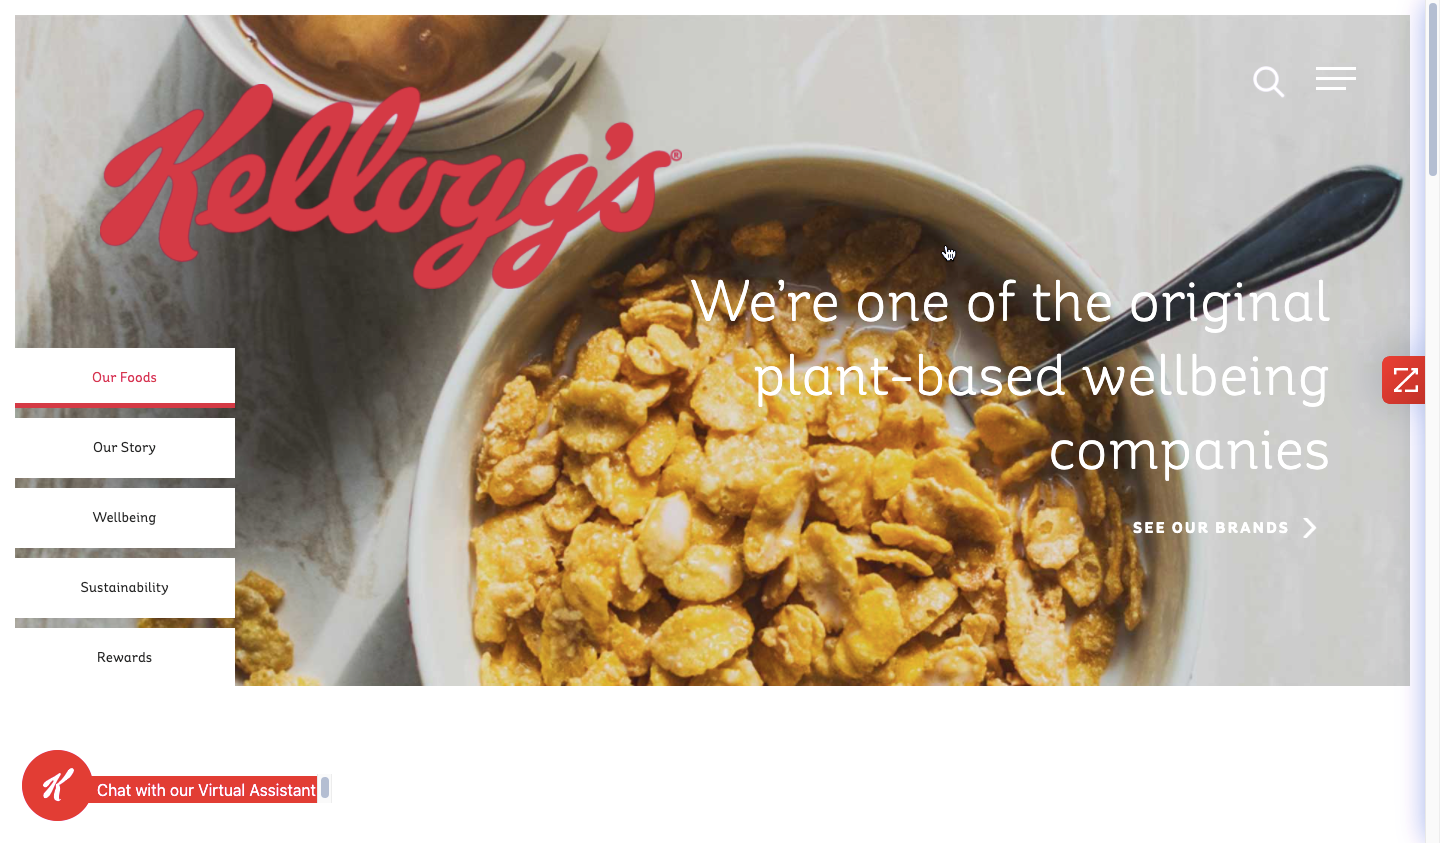 Kellogg's®
We're one of the original
plant-based wellbeing
companies
SEE OUR BRANDS
Our Foods
Our Story
Wellbeing
Sustainability
Rewards
K
Chat with our Virtual Assistant